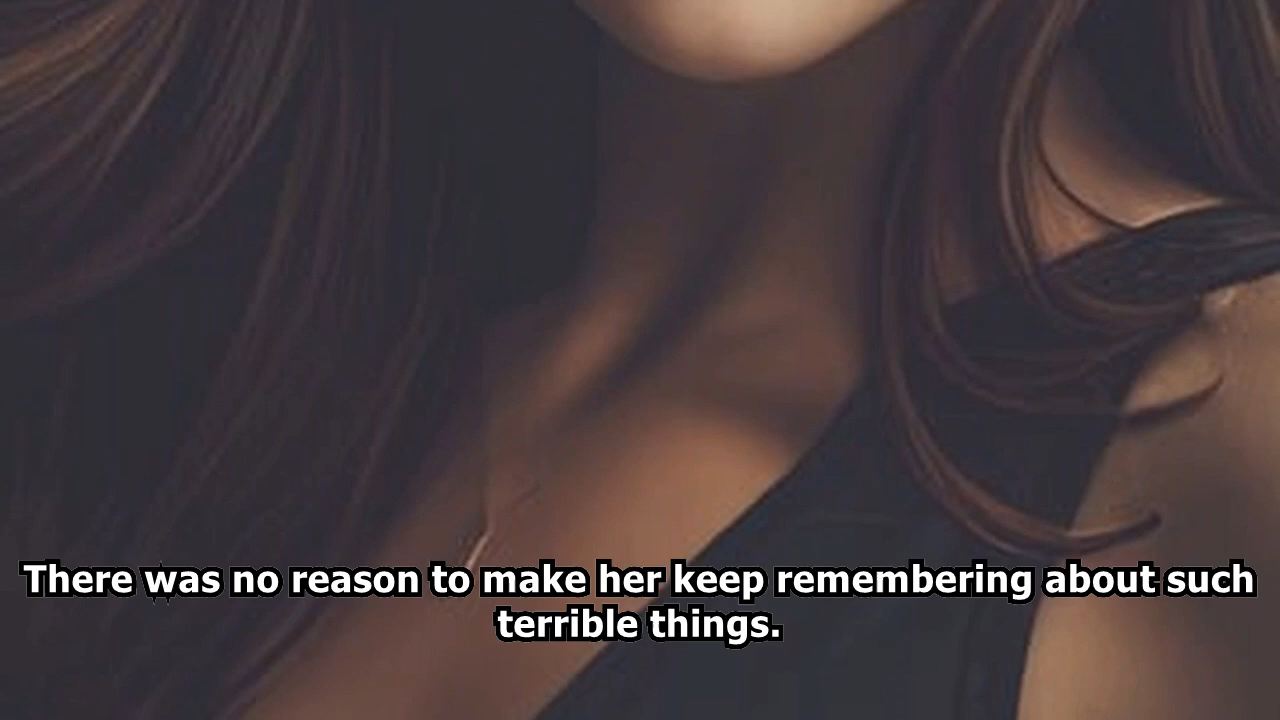 There was no reason to make her keep remembering about such
terrible things.